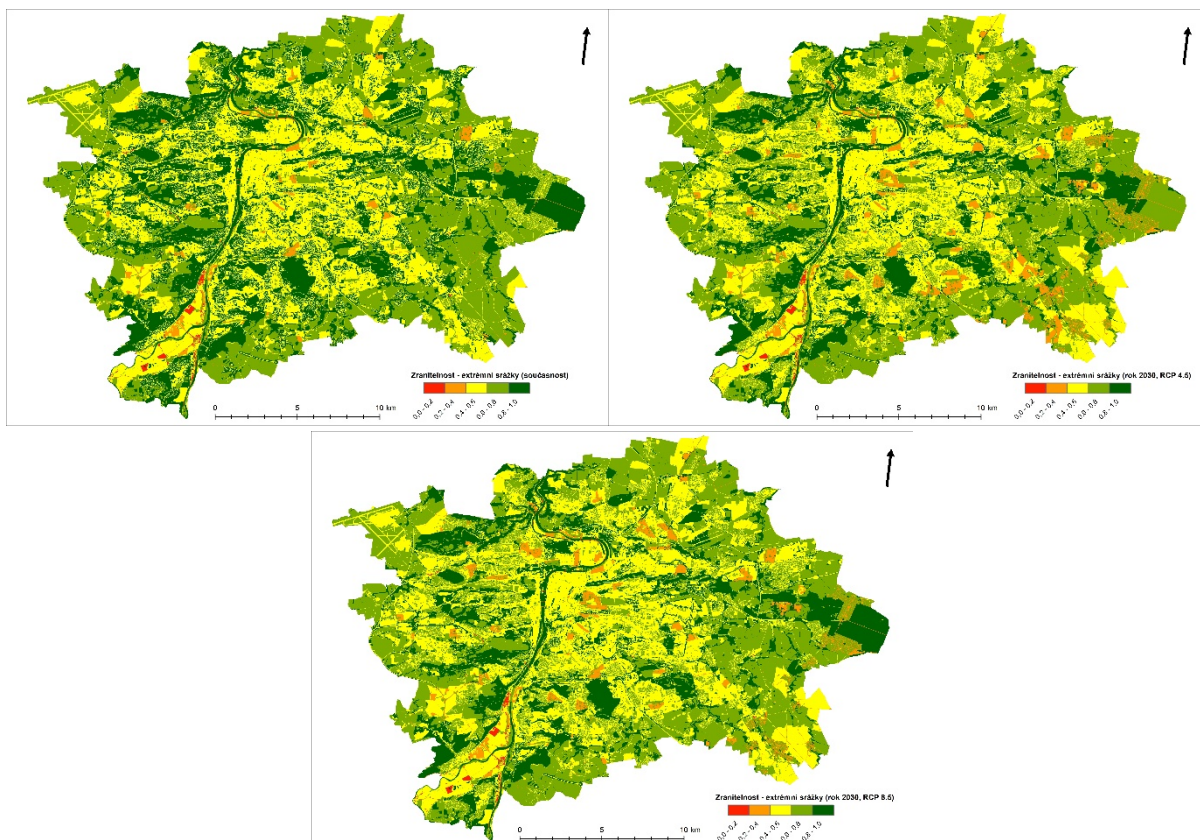 Zranitelnost - extrémní srážky (současnost)
0,0 - 0,4
0,2 - 0,4
0,4 - 0,6
0,6 - 0,8
0,8 - 1,0
0 5 10 km
Zranitelnost - extrémní srážky (rok 2030, RCP 4.5)
0,0 - 0,4
0,2 - 0,4
0,4 - 0,6
0,6 - 0,8
0,8 - 1,0
0 5 10 km
Zranitelnost - extrémní srážky (rok 2030, RCP 8.5)
0,2 - 0,4
0,4 - 0,6
0,6 - 0,8
0,8 - 1,0
0 5 10 km